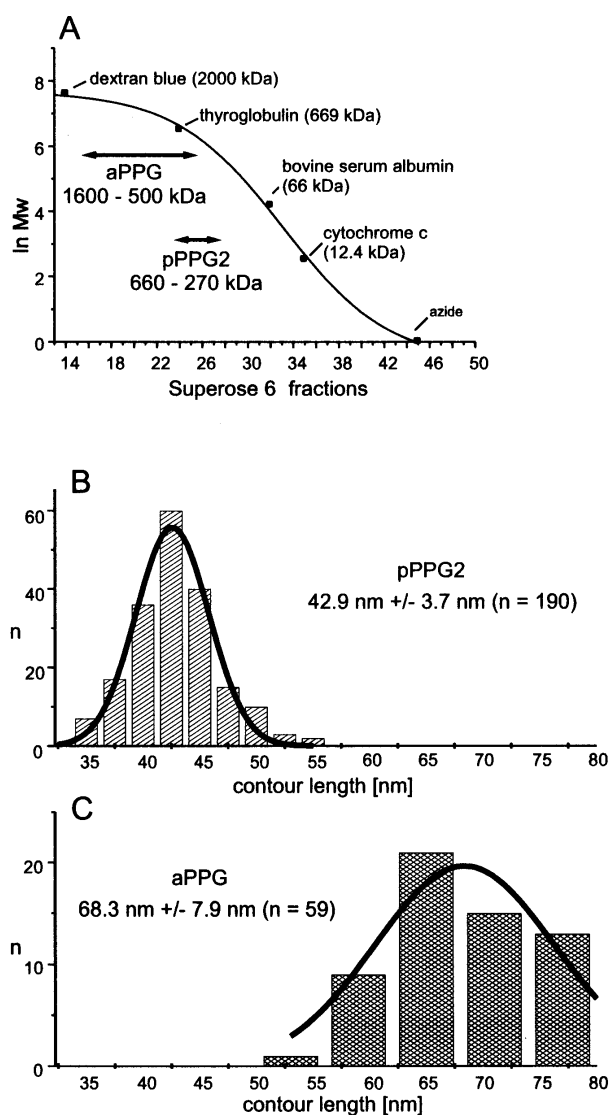 A
ln Mw
8
6
4
2
0
dextran blue (2000 kDa)
thyroglobulin (669 kDa)
aPPG
1600 - 500 kDa
bovine serum albumin
(66 kDa)
pPPG2
660 - 270 kDa
cytochrome c
(12.4 kDa)
azide
14 18 22 28 32 38 42 46 50
Superose 6 fractions
B
n
60
40
20
0
pPPG2
42.9 nm +/- 3.7 nm (n = 190)
35 40 45 50 55 60 65 70 75 80
contour length [nm]
C
n
20
10
0
aPPG
68.3 nm +/- 7.9 nm (n = 59)
35 40 45 50 55 60 65 70 75 80
contour length [nm]